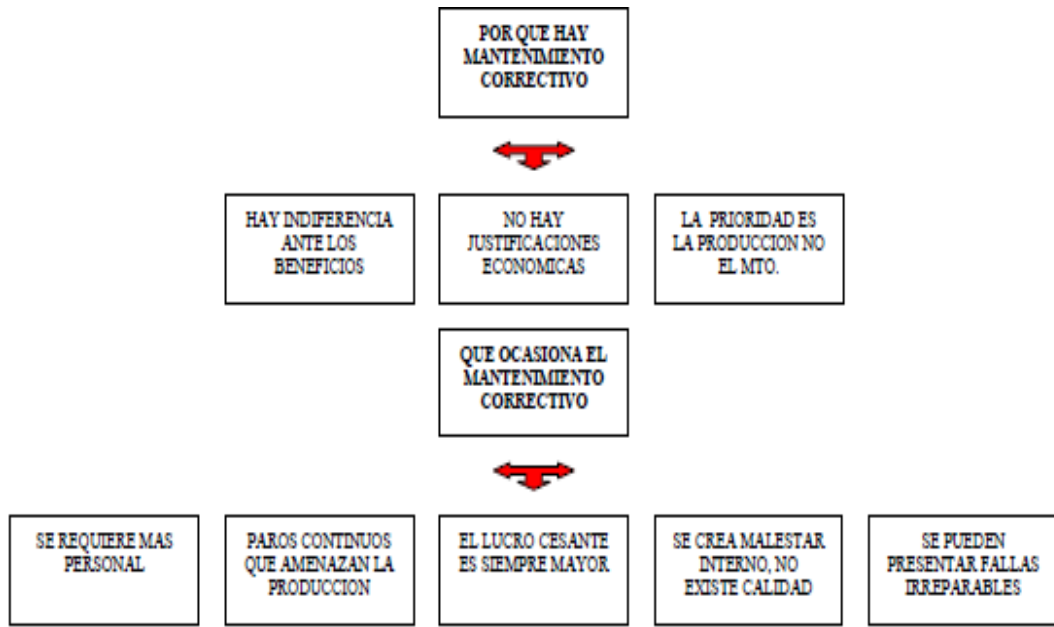 POR QUE HAY
MANTENIMIENTO
CORRECTIVO
HAY INDIFERENCIA
ANTE LOS
BENEFICIOS
NO HAY
JUSTIFICACIONES
ECONOMICAS
LA PRIORIDAD ES
LA PRODUCCION NO
EL MTO.
QUE OCASIONA EL
MANTENIMIENTO
CORRECTIVO
SE REQUIERE MAS
PERSONAL
PAROS CONTINUOS
QUE AMENAZAN LA
PRODUCCION
EL LUCRO CESANTE
ES SIEMPRE MAYOR
SE CREA MALESTAR
INTERNO, NO
EXISTE CALIDAD
SE PUEDEN
PRESENTAR FALLAS
IRREPARABLES